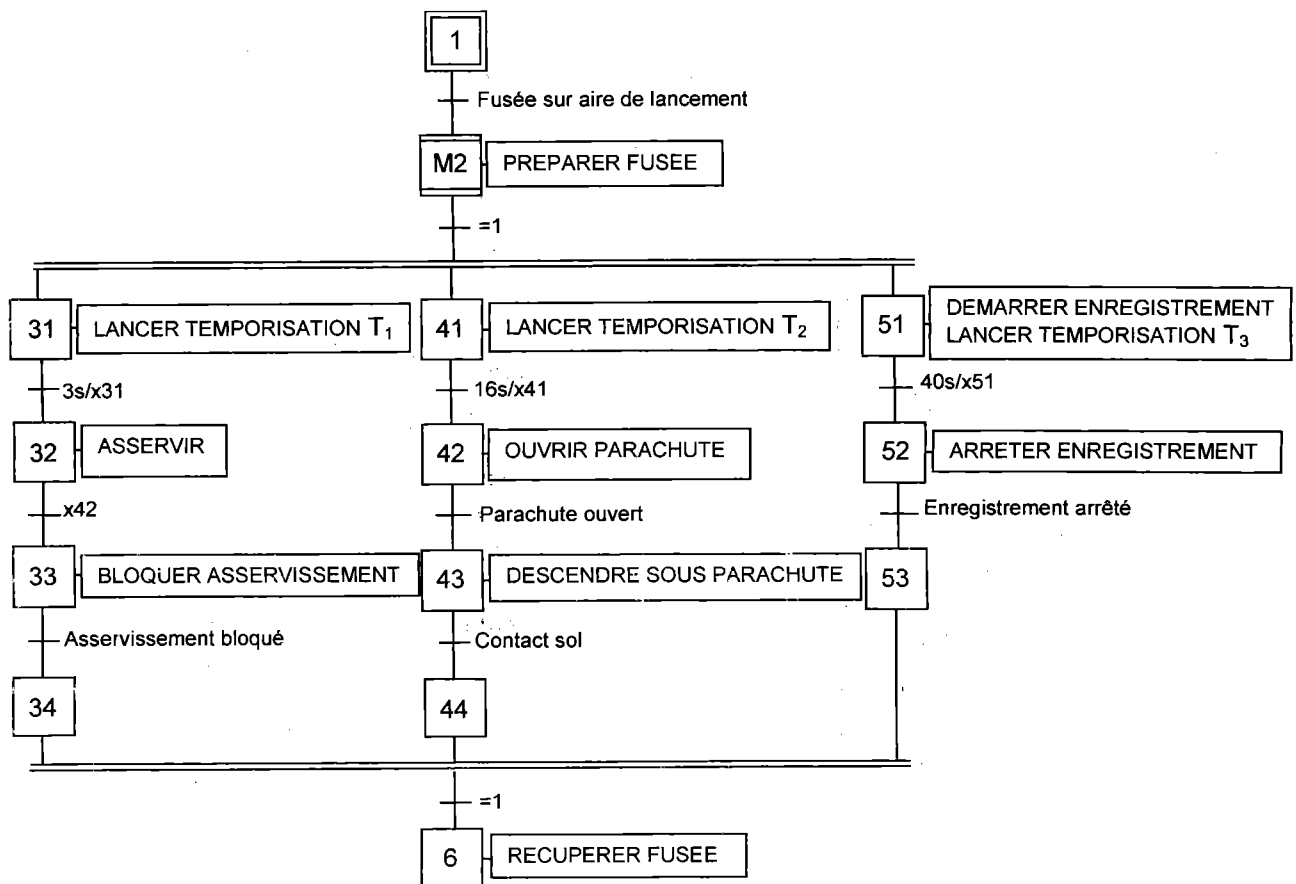 1
Fusée sur aire de lancement
M2 PREPARER FUSEE
=1
31 LANCER TEMPORISATION T1 41 LANCER TEMPORISATION T2 51 DEMARRER ENREGISTREMENT
LANCER TEMPORISATION T3
3s/x31 16s/x41 40s/x51
32 ASSERVIR 42 OUVRIR PARACHUTE 52 ARRETER ENREGISTREMENT
x42 Parachute ouvert Enregistrement arrêté
33 BLOQUER ASSERVISSEMENT 43 DESCENDRE SOUS PARACHUTE 53
Asservissement bloqué Contact sol
34 44
=1
6 RECUPERER FUSEE